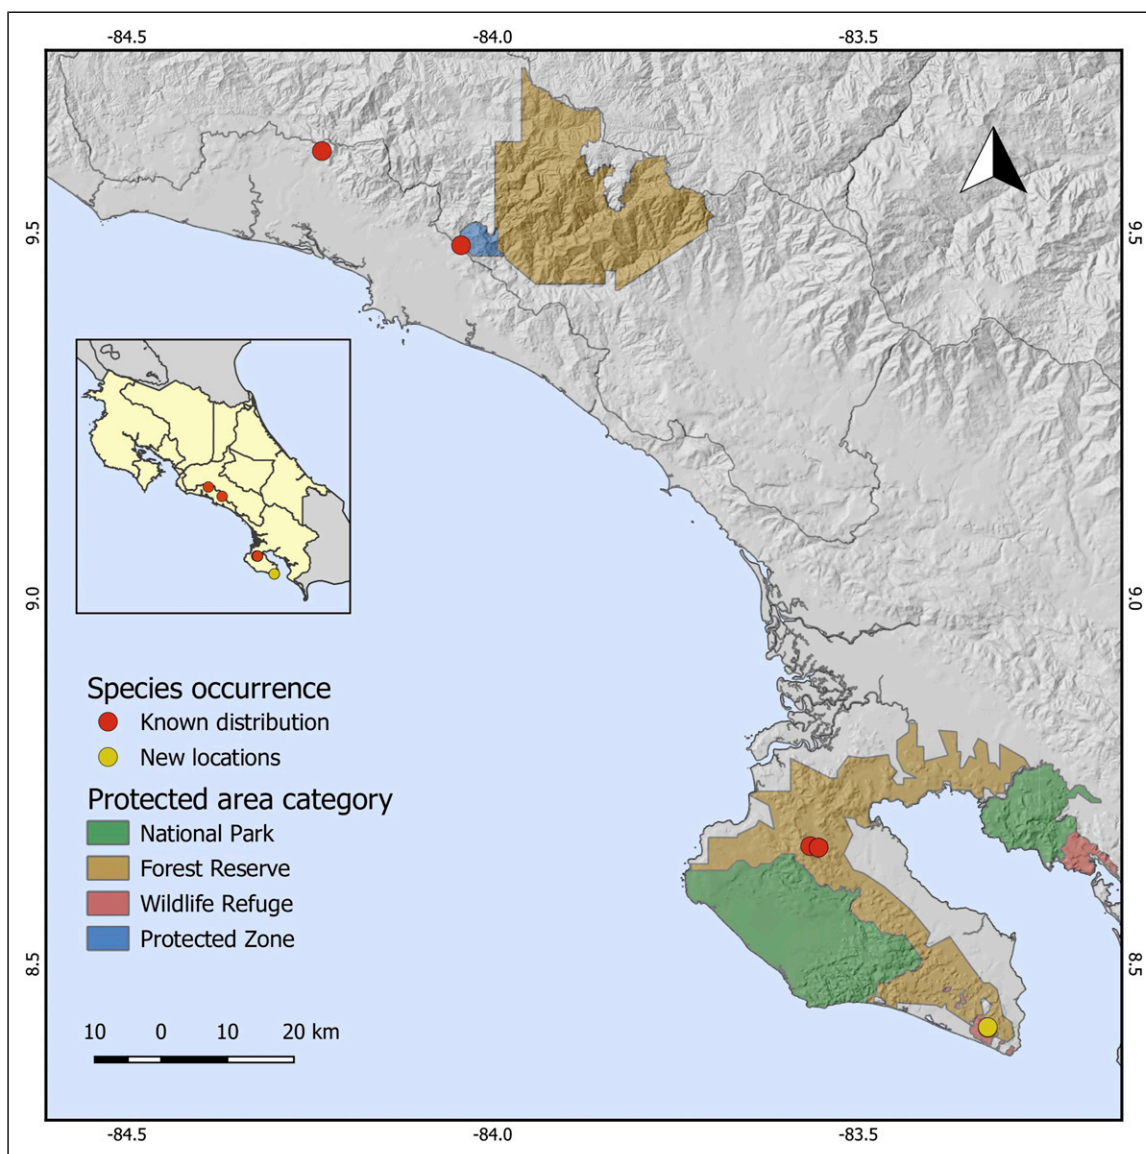 -84.5 -84.0 -83.5
9.5 9.5
9.0 9.0
Species occurrence
Known distribution
New locations
Protected area category
National Park
Forest Reserve
Wildlife Refuge
Protected Zone
8.5 8.5
10 0 10 20 km
-84.5 -84.0 -83.5